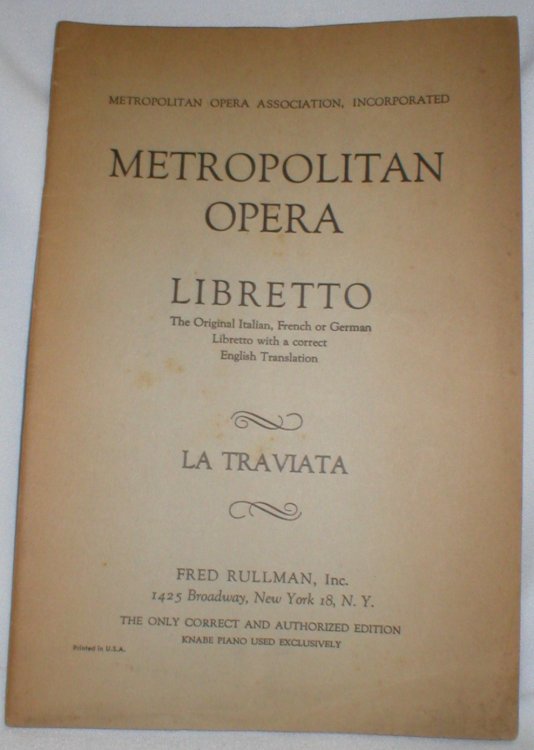 METROPOLITAN OPERA ASSOCIATION, INCORPORATED
METROPOLITAN
OPERA
LIBRETTO
The Original Italian, French or German
Libretto with a correct
English Translation
LA TRAVIATA
FRED RULLMAN, Inc.
1425 Broadway, New York 18, N. Y.
THE ONLY CORRECT AND AUTHORIZED EDITION
KNABE PIANO USED EXCLUSIVELY
Printed in U.S.A.